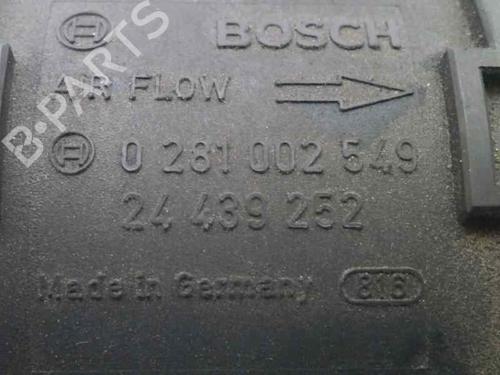 BOSCH
AIR FLOW
0 281 002 549
24 439 252
Made in Germany 816
B-PARTS